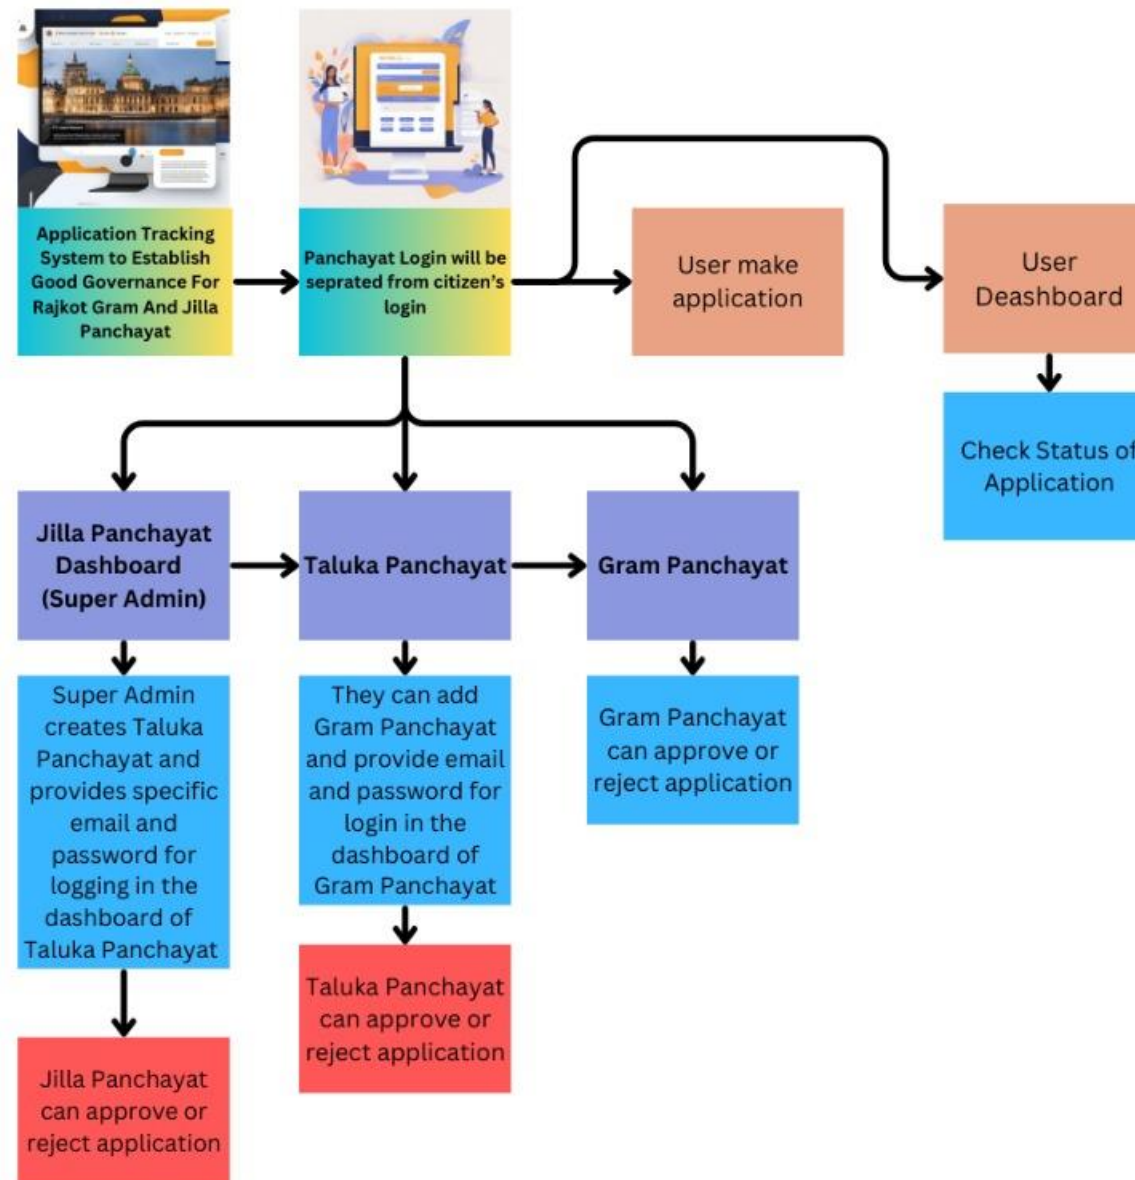 Application Tracking
System to Establish
Good Governance For
Rajkot Gram And Jilla
Panchayat
Panchayat Login will be
seprated from citizen's
login
User make
application
User
Deashboard
Check Status of
Application
Jilla Panchayat
Dashboard
(Super Admin)
Taluka Panchayat
Gram Panchayat
Super Admin
creates Taluka
Panchayat and
provides specific
email and
password for
logging in the
dashboard of
Taluka Panchayat
They can add
Gram Panchayat
and provide email
and password for
login in the
dashboard of
Gram Panchayat
Gram Panchayat
can approve or
reject application
Taluka Panchayat
can approve or
reject application
Jilla Panchayat
can approve or
reject application